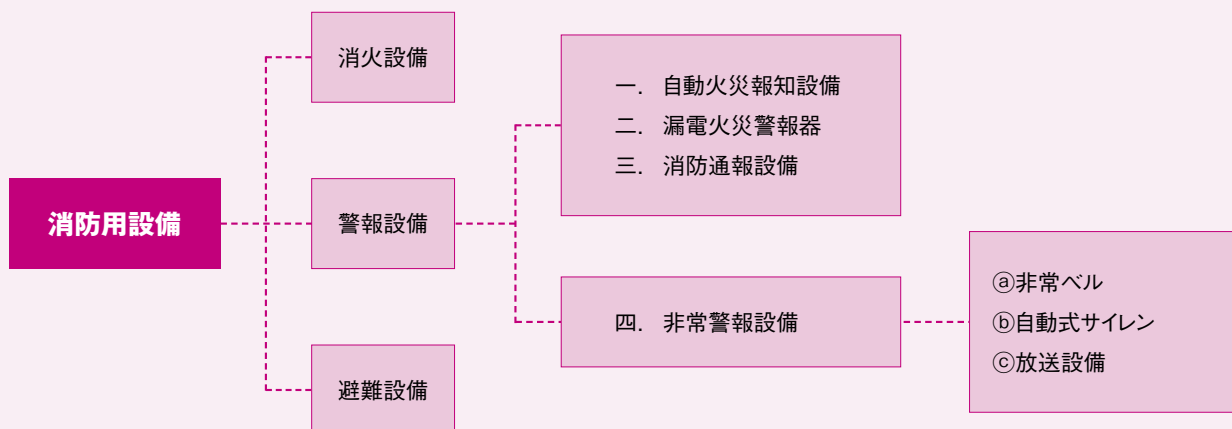 消防用設備
消火設備
警報設備
避難設備
一. 自動火災報知設備
二. 漏電火災警報器
三. 消防通報設備
四. 非常警報設備
ⓐ非常ベル
ⓑ自動式サイレン
ⓒ放送設備